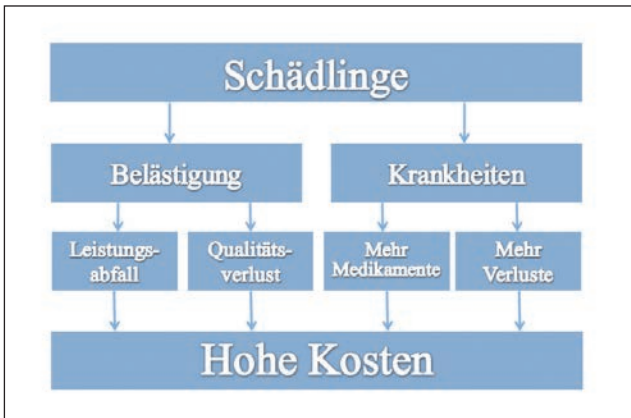 Schädlinge
Belästigung
Krankheiten
Leistungs-
abfall
Qualitäts-
verlust
Mehr
Medikamente
Mehr
Verluste
Hohe Kosten